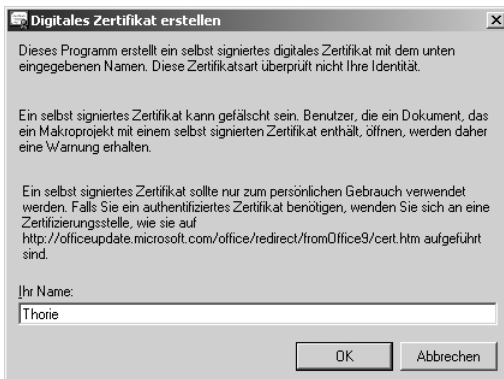 Digitales Zertifikat erstellen
Dieses Programm erstellt ein selbst signiertes digitales Zertifikat mit dem unten
eingegebenen Namen. Diese Zertifikatsart überprüft nicht Ihre Identität.
Ein selbst signiertes Zertifikat kann gefälscht sein. Benutzer, die ein Dokument, das
ein Makroprojekt mit einem selbst signierten Zertifikat enthält, öffnen, werden daher
eine Warnung erhalten.
Ein selbst signiertes Zertifikat sollte nur zum persönlichen Gebrauch verwendet
werden. Falls Sie ein authentifiziertes Zertifikat benötigen, wenden Sie sich an eine
Zertifizierungsstelle, wie sie auf
http://officeupdate.microsoft.com/office/redirect/fromOffice9/cert.htm aufgeführt
sind.
Ihr Name:
Thorie
OK
Abbrechen